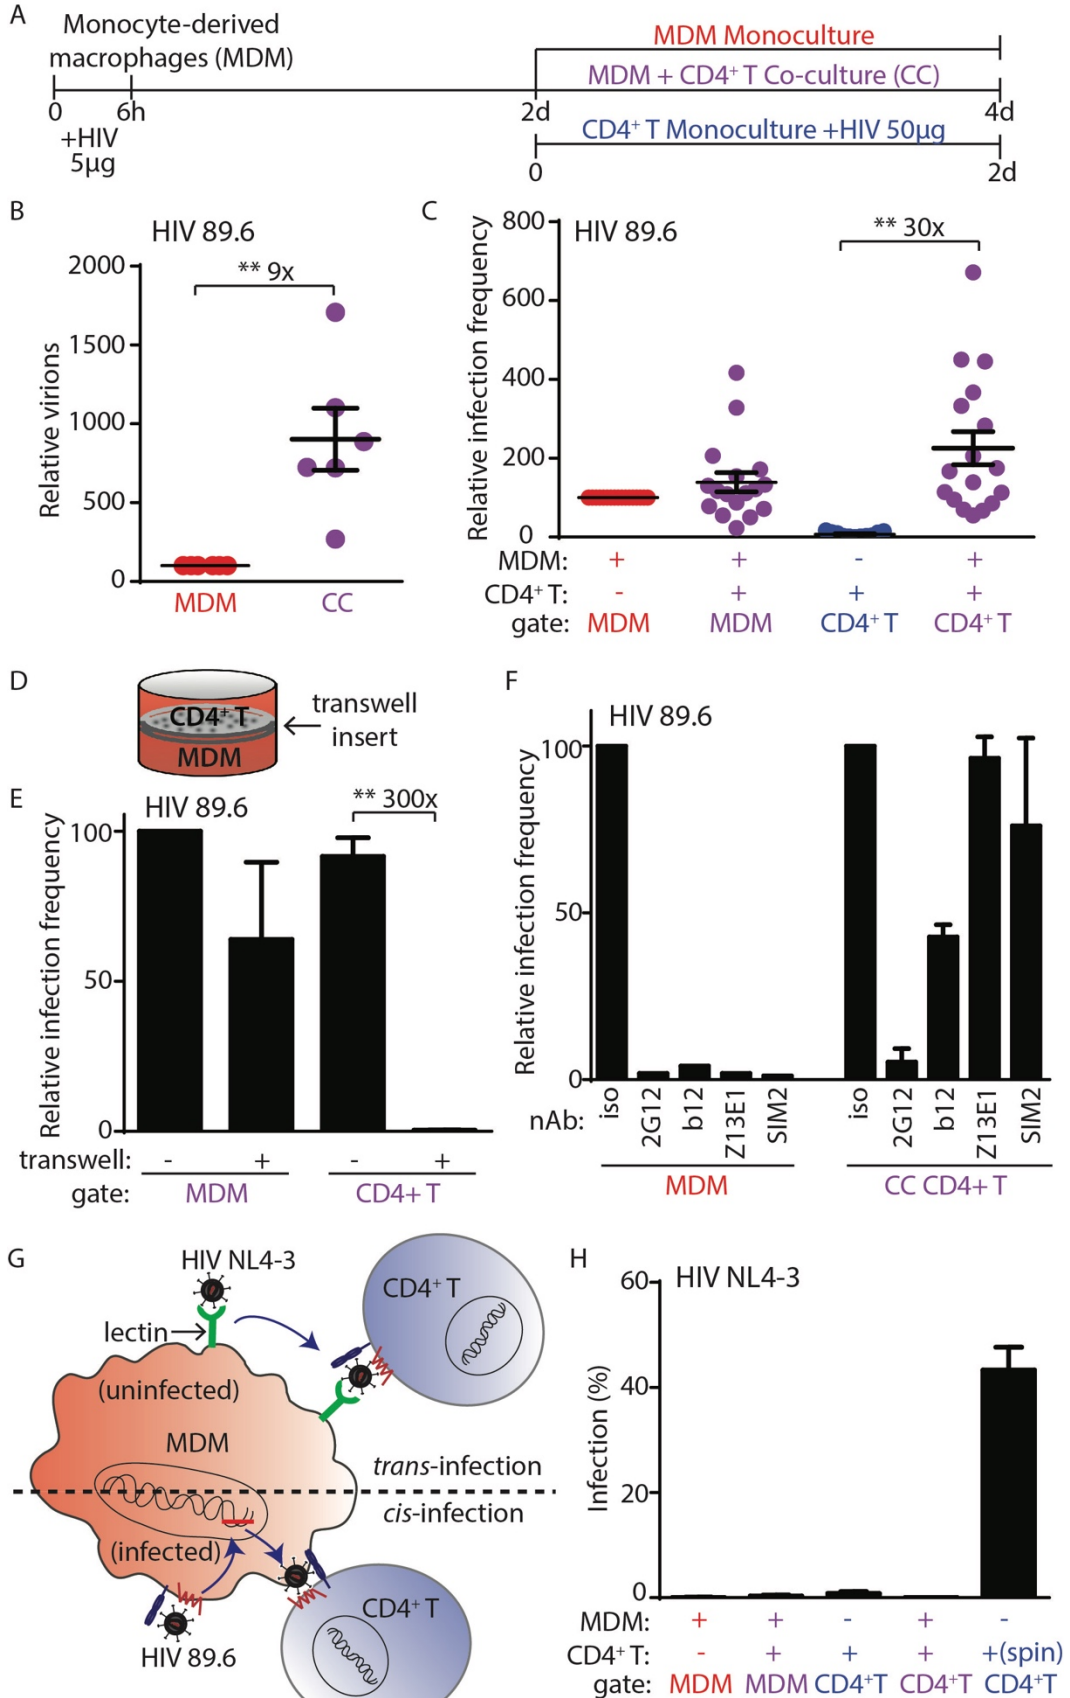 A
Monocyte-derived
macrophages (MDM)
MDM Monoculture
MDM + CD4⁺ T Co-culture (CC)
0 6h 2d 4d
+HIV
5µg
CD4⁺ T Monoculture +HIV 50µg
0 2d
B
HIV 89.6
** 9x
Relative virions
2000
1500
1000
500
0
MDM CC
C
HIV 89.6
** 30x
Relative infection frequency
800
600
400
200
0
MDM: + + - +
CD4⁺ T: - + + +
gate: MDM MDM CD4⁺ T CD4⁺ T
D
CD4⁺ T
MDM
transwell
insert
E
HIV 89.6
** 300x
Relative infection frequency
100
50
0
transwell: - + - +
gate: MDM CD4+ T
F
HIV 89.6
Relative infection frequency
100
50
0
nAb: iso 2G12 b12 Z13E1 SIM2 iso 2G12 b12 Z13E1 SIM2
MDM CC CD4+ T
G
HIV NL4-3
lectin
CD4⁺ T
(uninfected)
MDM
trans-infection
cis-infection
(infected)
CD4⁺ T
HIV 89.6
H
HIV NL4-3
Infection (%)
60
40
20
0
MDM: + + - + -
CD4⁺ T: - + + + +(spin)
gate: MDM MDM CD4⁺T CD4⁺T CD4⁺T